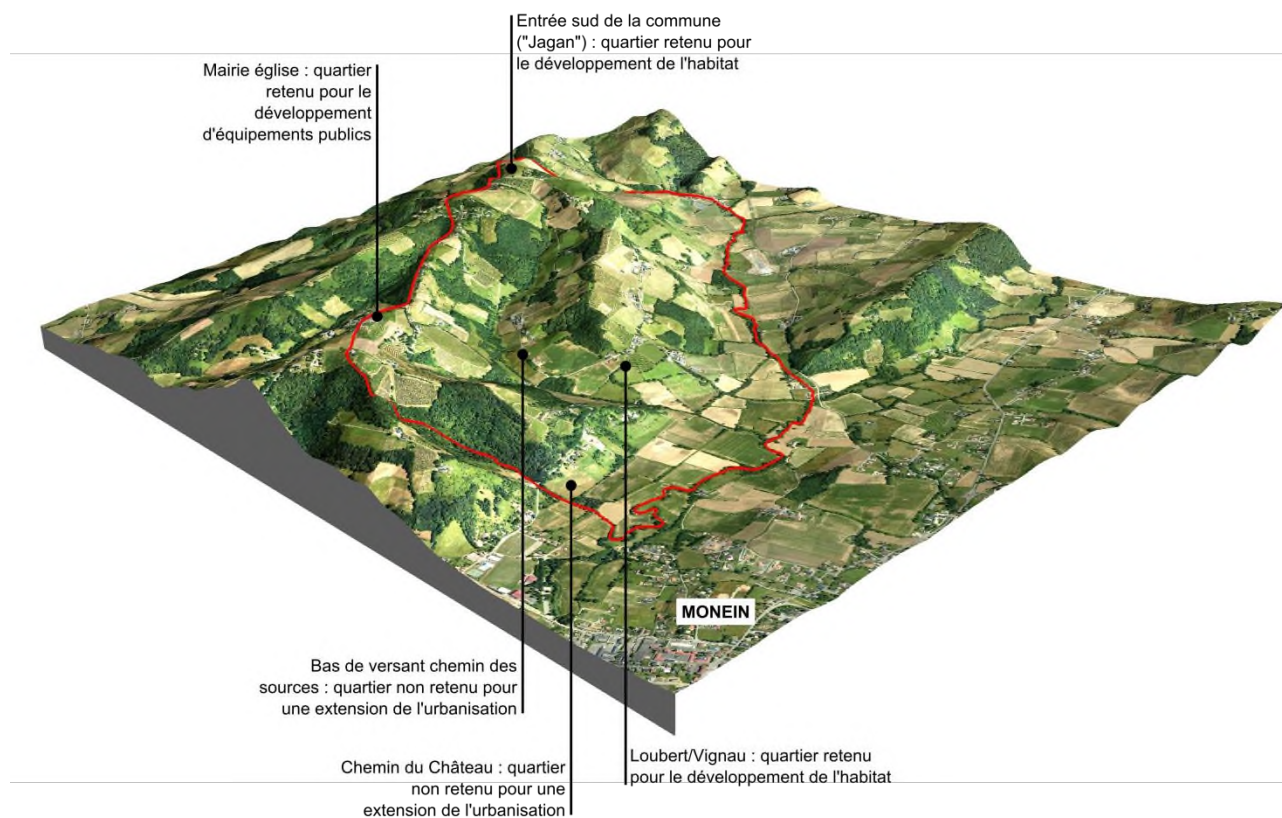 Entrée sud de la commune
("Jagan") : quartier retenu pour
le développement de l'habitat
Mairie église : quartier
retenu pour le
développement
d'équipements publics
MONEIN
Bas de versant chemin des
sources : quartier non retenu pour
une extension de l'urbanisation
Loubert/Vignau : quartier retenu
pour le développement de l'habitat
Chemin du Château : quartier
non retenu pour une
extension de l'urbanisation